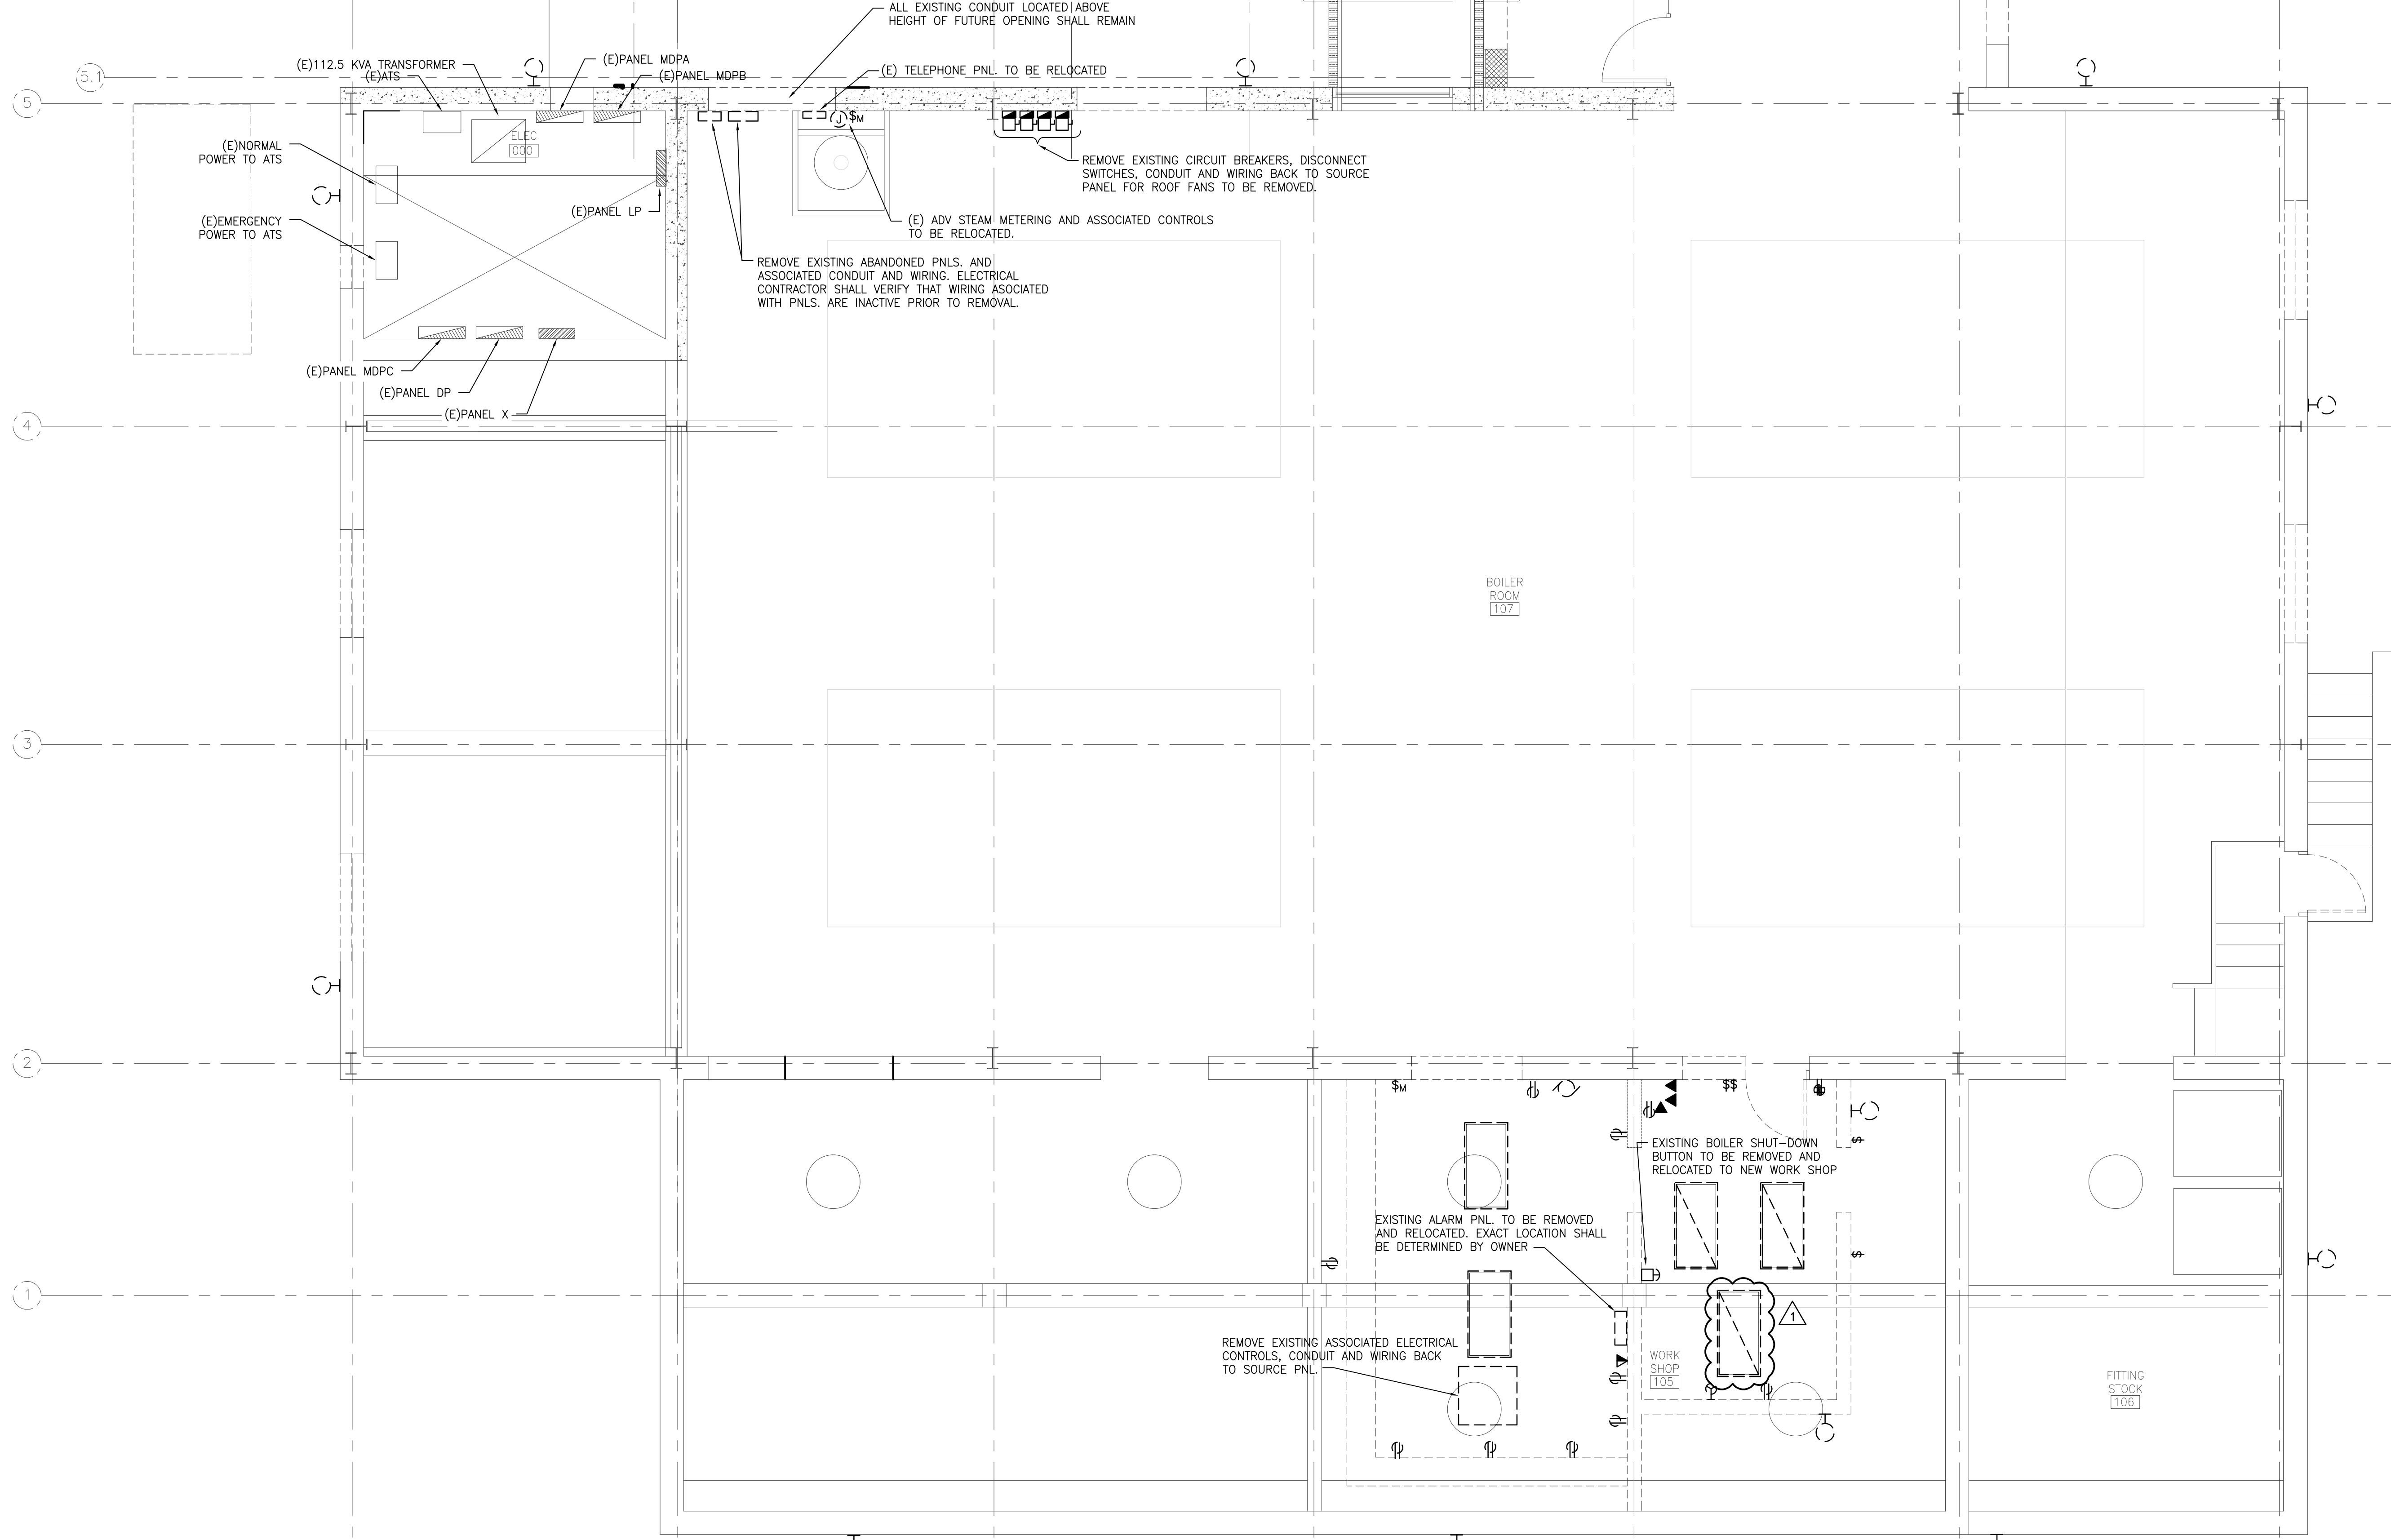 ALL EXISTING CONDUIT LOCATED ABOVE
HEIGHT OF FUTURE OPENING SHALL REMAIN
5.1
5
(E)112.5 KVA TRANSFORMER
(E)ATS
(E)PANEL MDPA
(E)PANEL MDPB
(E) TELEPHONE PNL. TO BE RELOCATED
J
$M
ELEC
000
(E)NORMAL
POWER TO ATS
(E)EMERGENCY
POWER TO ATS
(E)PANEL LP
REMOVE EXISTING CIRCUIT BREAKERS, DISCONNECT
SWITCHES, CONDUIT AND WIRING BACK TO SOURCE
PANEL FOR ROOF FANS TO BE REMOVED.
(E) ADV STEAM METERING AND ASSOCIATED CONTROLS
TO BE RELOCATED.
REMOVE EXISTING ABANDONED PNLS. AND
ASSOCIATED CONDUIT AND WIRING. ELECTRICAL
CONTRACTOR SHALL VERIFY THAT WIRING ASOCIATED
WITH PNLS. ARE INACTIVE PRIOR TO REMOVAL.
(E)PANEL MDPC
(E)PANEL DP
(E)PANEL X
4
BOILER
ROOM
107
3
2
$M
$$
$
EXISTING BOILER SHUT-DOWN
BUTTON TO BE REMOVED AND
RELOCATED TO NEW WORK SHOP
EXISTING ALARM PNL. TO BE REMOVED
AND RELOCATED. EXACT LOCATION SHALL
BE DETERMINED BY OWNER
$
1
1
REMOVE EXISTING ASSOCIATED ELECTRICAL
CONTROLS, CONDUIT AND WIRING BACK
TO SOURCE PNL.
WORK
SHOP
105
FITTING
STOCK
106